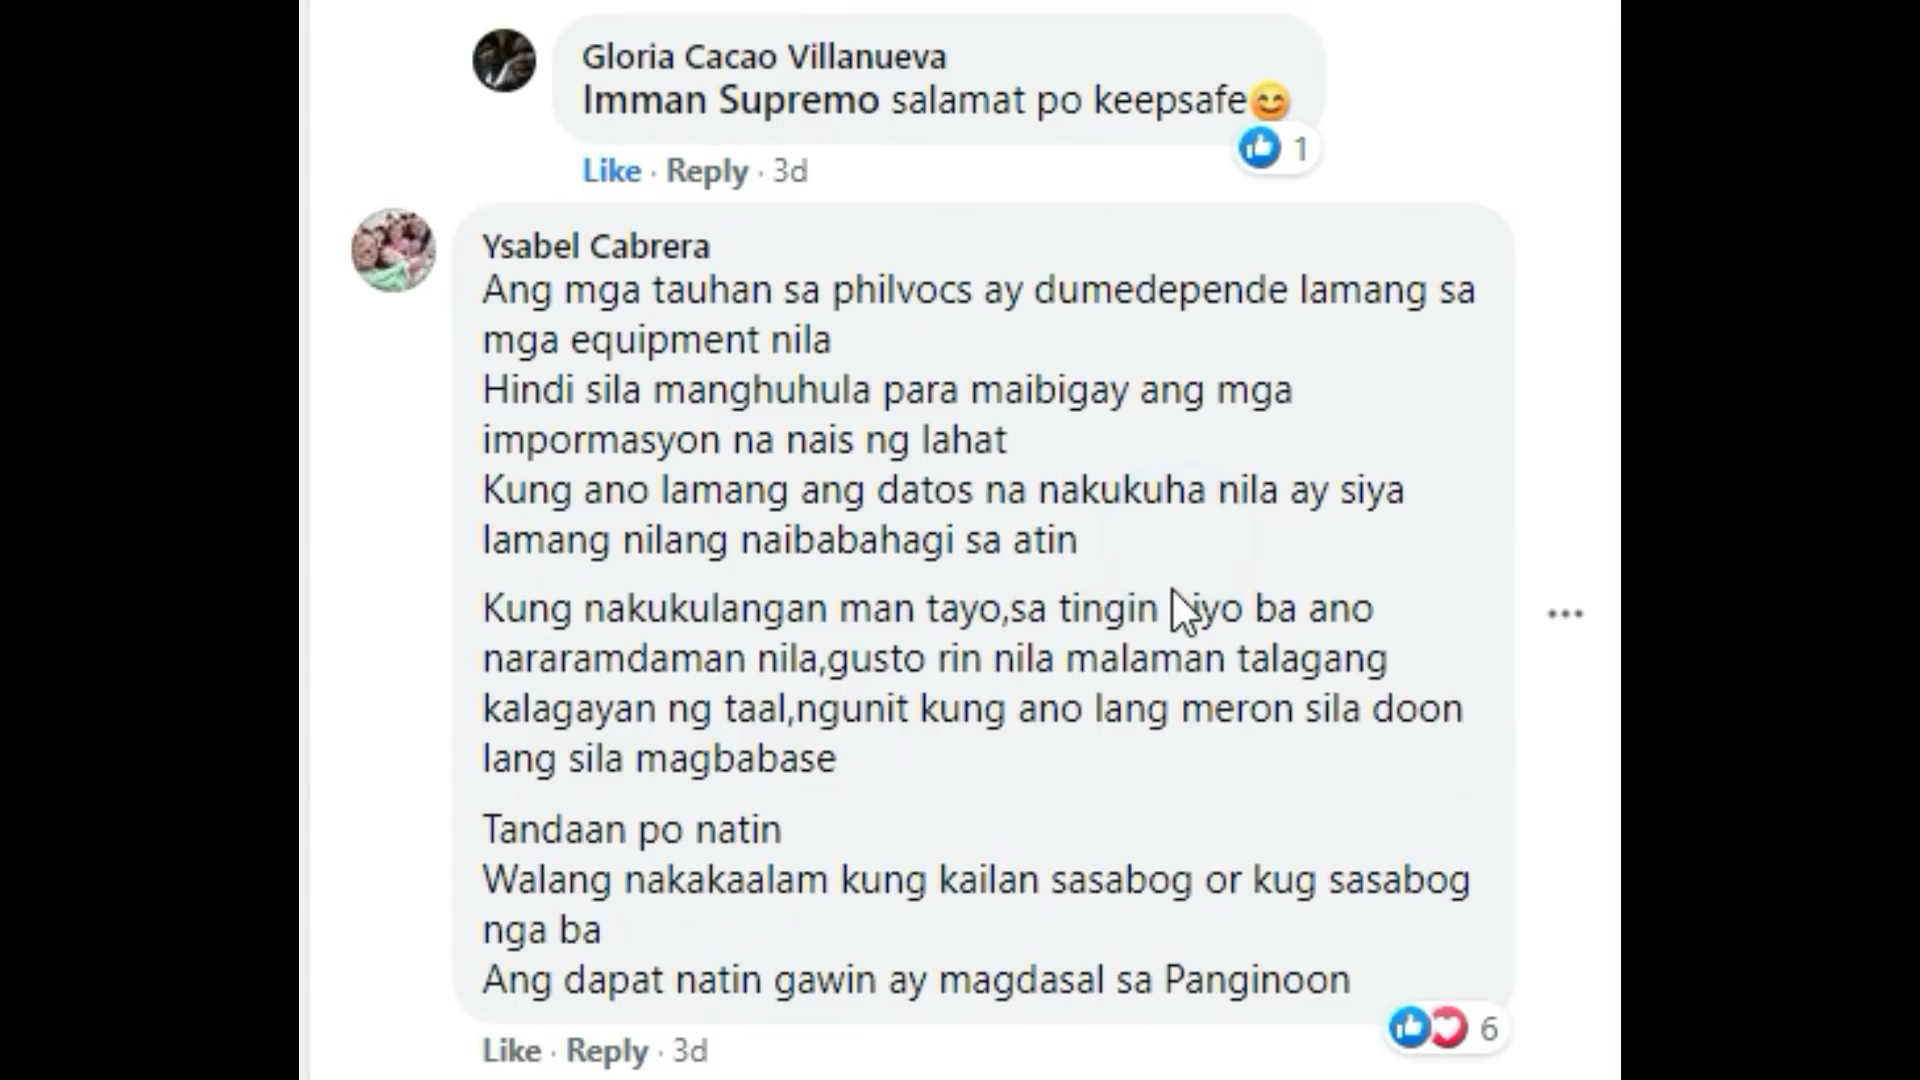 Gloria Cacao Villanueva
Imman Supremo salamat po keepsafe😊
1
Like · Reply · 3d
Ysabel Cabrera
Ang mga tauhan sa philvocs ay dumedepende lamang sa
mga equipment nila
Hindi sila manghuhula para maibigay ang mga
impormasyon na nais ng lahat
Kung ano lamang ang datos na nakukuha nila ay siya
lamang nilang naibabahagi sa atin
Kung nakukulangan man tayo,sa tingin ba ano
nararamdaman nila,gusto rin nila malaman talagang
kalagayan ng taal,ngunit kung ano lang meron sila doon
lang sila magbabase
Tandaan po natin
Walang nakakaalam kung kailan sasabog or kug sasabog
nga ba
Ang dapat natin gawin ay magdasal sa Panginoon
6
Like · Reply · 3d